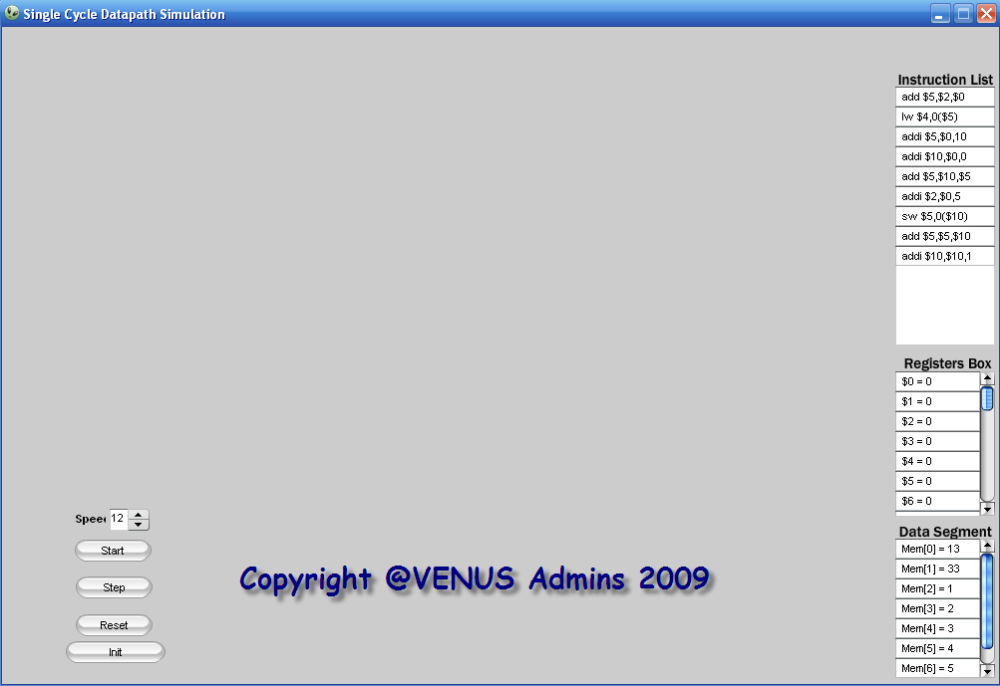 Single Cycle Datapath Simulation
Instruction List
add $5,$2,$0
lw $4,0($5)
addi $5,$0,10
addi $10,$0,0
add $5,$10,$5
addi $2,$0,5
sw $5,0($10)
add $5,$5,$10
addi $10,$10,1
Registers Box
$0 = 0
$1 = 0
$2 = 0
$3 = 0
$4 = 0
$5 = 0
$6 = 0
Data Segment
Mem[0] = 13
Mem[1] = 33
Mem[2] = 1
Mem[3] = 2
Mem[4] = 3
Mem[5] = 4
Mem[6] = 5
Speed 12
Start
Step
Reset
Init
Copyright @VENUS Admins 2009